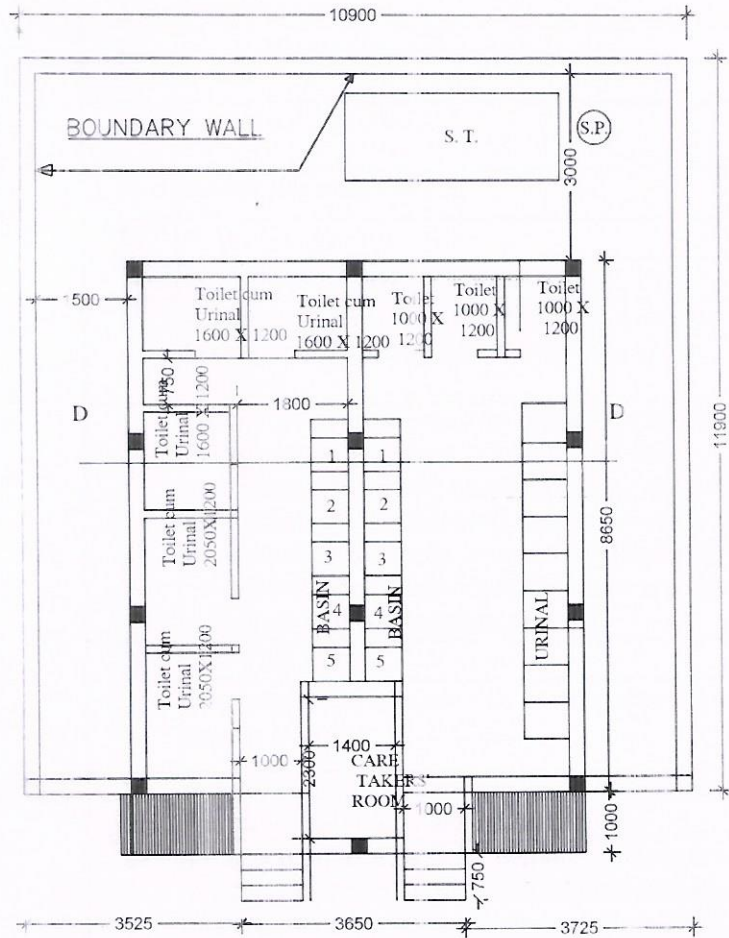 10900
BOUNDARY WALL
S. T.
S.P.
3000
1500
Toilet cum
Urinal
1600 X 1200
Toilet cum
Urinal
1600 X 1200
Toilet
1000 X
1200
Toilet
1000 X
1200
Toilet
1000 X
1200
750
D
1800
D
11900
Toilet cum
Urinal
1600 X 1200
1
2
3
4
5
BASIN
1
2
3
4
5
BASIN
8650
Toilet cum
Urinal
2050X1200
URINAL
Toilet cum
Urinal
2050X1200
1000
1400
2300
CARE
TAKERS
ROOM
1000
1000
750
3525
3650
3725